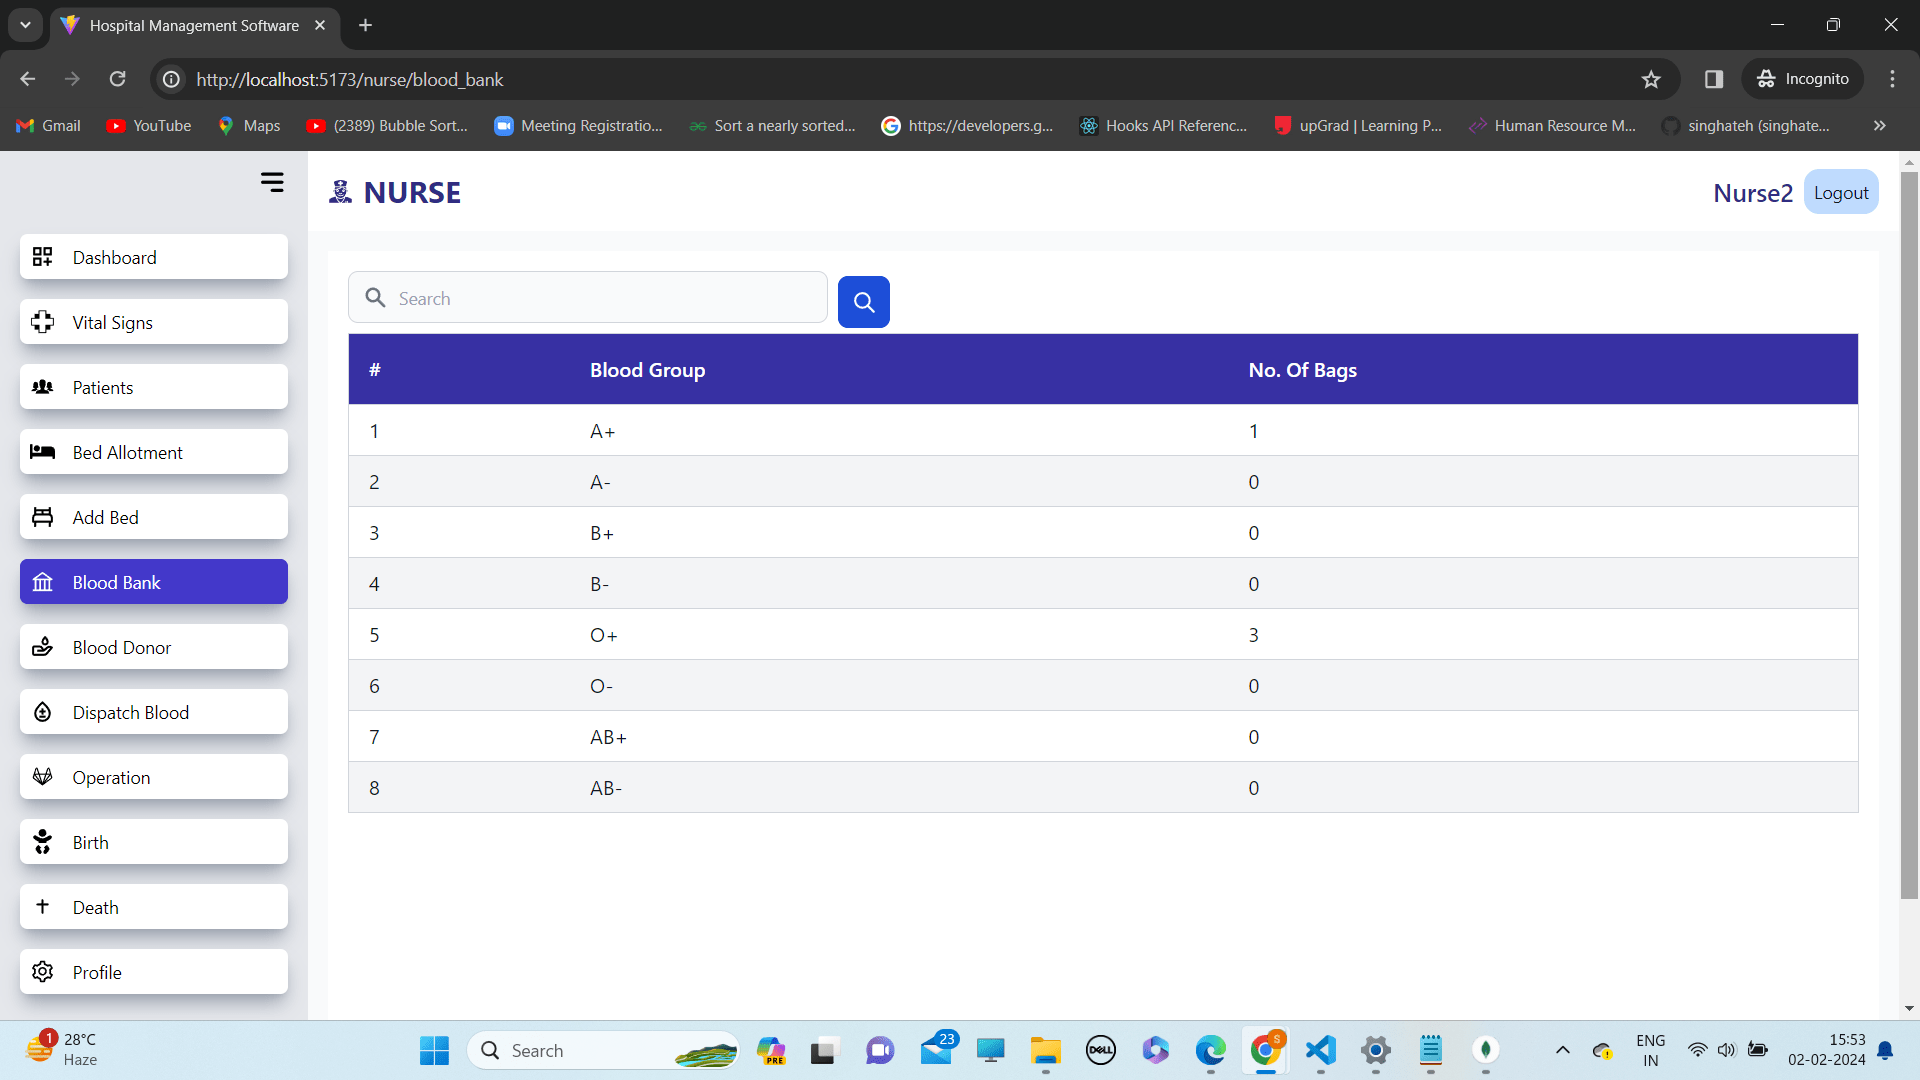 Hospital Management Software
http://localhost:5173/nurse/blood_bank
Incognito
Gmail
YouTube
Maps
(2389) Bubble Sort...
Meeting Registratio...
Sort a nearly sorted...
https://developers.g...
Hooks API Referenc...
upGrad | Learning P...
Human Resource M...
singhateh (singhate...
NURSE
Nurse2
Logout
Dashboard
Vital Signs
Patients
Bed Allotment
Add Bed
Blood Bank
Blood Donor
Dispatch Blood
Operation
Birth
Death
Profile
Search
# Blood Group No. Of Bags
1 A+ 1
2 A- 0
3 B+ 0
4 B- 0
5 O+ 3
6 O- 0
7 AB+ 0
8 AB- 0
1
28°C
Haze
Search
PRE
23
DELL
S
ENG
IN
15:53
02-02-2024